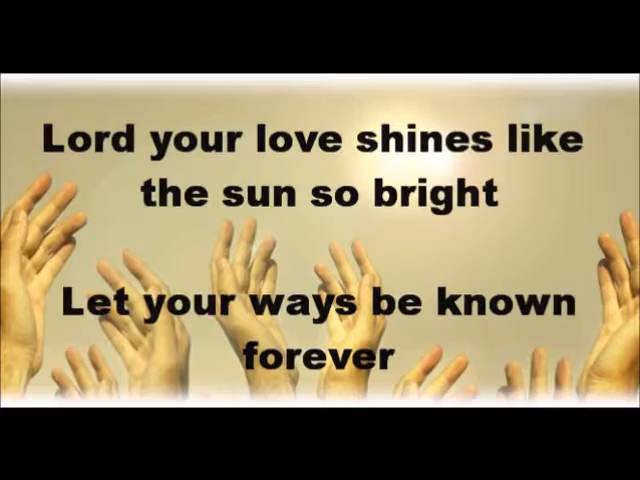 Lord your love shines like
the sun so bright
Let your ways be known
forever